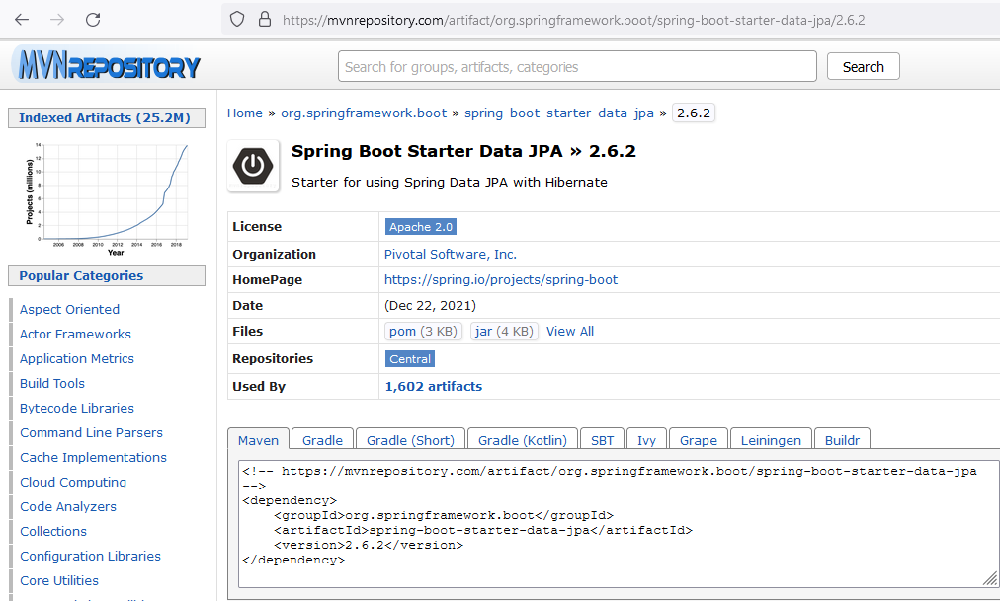 https://mvnrepository.com/artifact/org.springframework.boot/spring-boot-starter-data-jpa/2.6.2
MVNREPOSITORY
Search for groups, artifacts, categories
Search
Indexed Artifacts (25.2M)
Projects (millions)
14
12
10
8
6
4
2
0
2006 2008 2010 2012 2014 2016 2018
Year
Popular Categories
Aspect Oriented
Actor Frameworks
Application Metrics
Build Tools
Bytecode Libraries
Command Line Parsers
Cache Implementations
Cloud Computing
Code Analyzers
Collections
Configuration Libraries
Core Utilities
Home » org.springframework.boot » spring-boot-starter-data-jpa » 2.6.2
Spring Boot Starter Data JPA » 2.6.2
Starter for using Spring Data JPA with Hibernate
License Apache 2.0
Organization Pivotal Software, Inc.
HomePage https://spring.io/projects/spring-boot
Date (Dec 22, 2021)
Files pom (3 KB) jar (4 KB) View All
Repositories Central
Used By 1,602 artifacts
Maven Gradle Gradle (Short) Gradle (Kotlin) SBT Ivy Grape Leiningen Buildr
<!-- https://mvnrepository.com/artifact/org.springframework.boot/spring-boot-starter-data-jpa
-->
<dependency>
    <groupId>org.springframework.boot</groupId>
    <artifactId>spring-boot-starter-data-jpa</artifactId>
    <version>2.6.2</version>
</dependency>